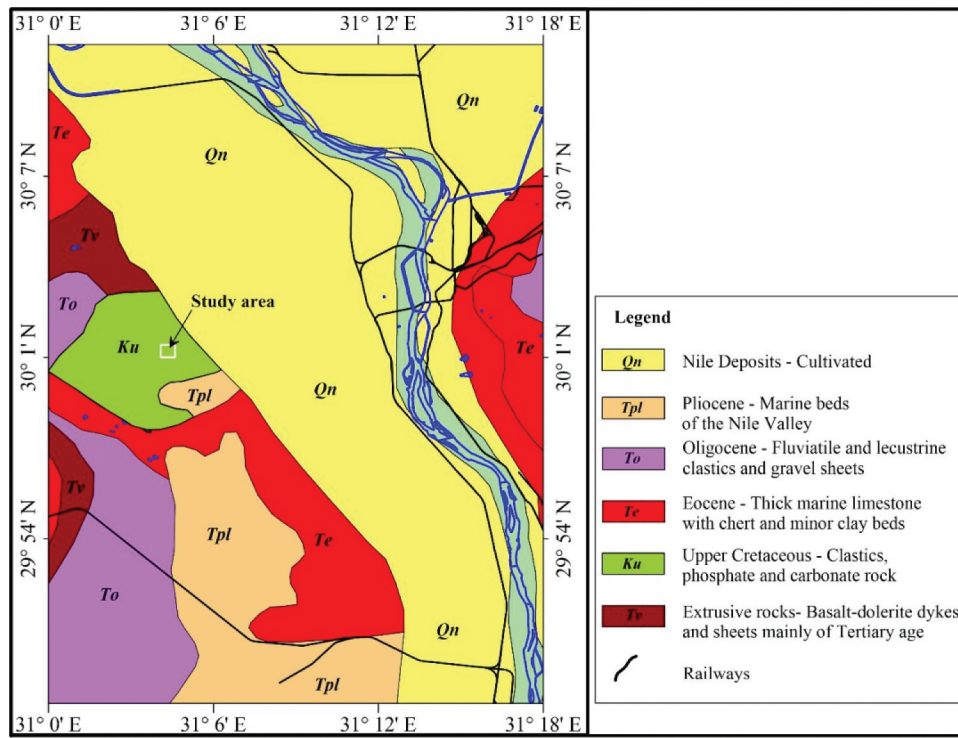 31° 0' E 31° 6' E 31° 12' E 31° 18' E
Qn
Te
Qn
30° 7' N
30° 7' N
Tv
To
Study area
Ku
30° 1' N
Te
30° 1' N
Tpl
Qn
Tv
29° 54' N
Tpl
Te
29° 54' N
To
Qn
Tpl
31° 0' E 31° 6' E 31° 12' E 31° 18' E
Legend
Qn Nile Deposits - Cultivated
Tpl Pliocene - Marine beds
of the Nile Valley
To Oligocene - Fluviatile and lecustrine
clastics and gravel sheets
Te Eocene - Thick marine limestone
with chert and minor clay beds
Ku Upper Cretaceous - Clastics,
phosphate and carbonate rock
Tv Extrusive rocks- Basalt-dolerite dykes
and sheets mainly of Tertiary age
Railways